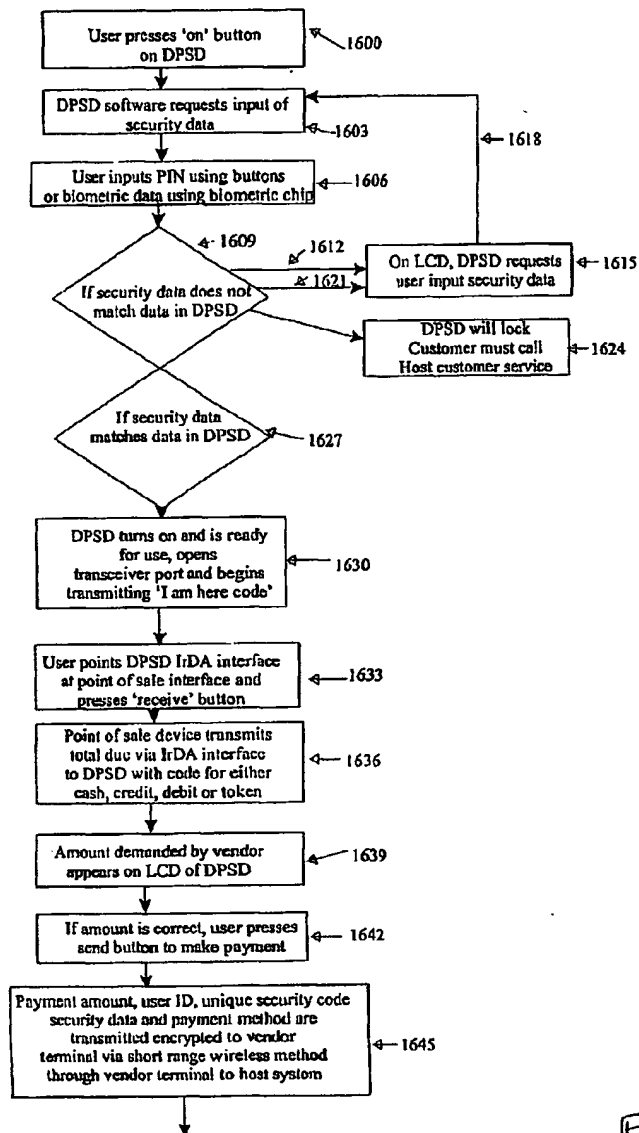 User presses 'on' button
on DPSD
1600
DPSD software requests input of
security data
1603
1618
User inputs PIN using buttons
or biometric data using biometric chip
1606
1609
1612
1621
If security data does not
match data in DPSD
On LCD, DPSD requests
user input security data
1615
DPSD will lock
Customer must call
Host customer service
1624
If security data
matches data in DPSD
1627
DPSD turns on and is ready
for use, opens
transceiver port and begins
transmitting 'I am here code'
1630
User points DPSD IrDA interface
at point of sale interface and
presses 'receive' button
1633
Point of sale device transmits
total due via IrDA interface
to DPSD with code for either
cash, credit, debit or token
1636
Amount demanded by vendor
appears on LCD of DPSD
1639
If amount is correct, user presses
send button to make payment
1642
Payment amount, user ID, unique security code
security data and payment method are
transmitted encrypted to vendor
terminal via short range wireless method
through vendor terminal to host system
1645